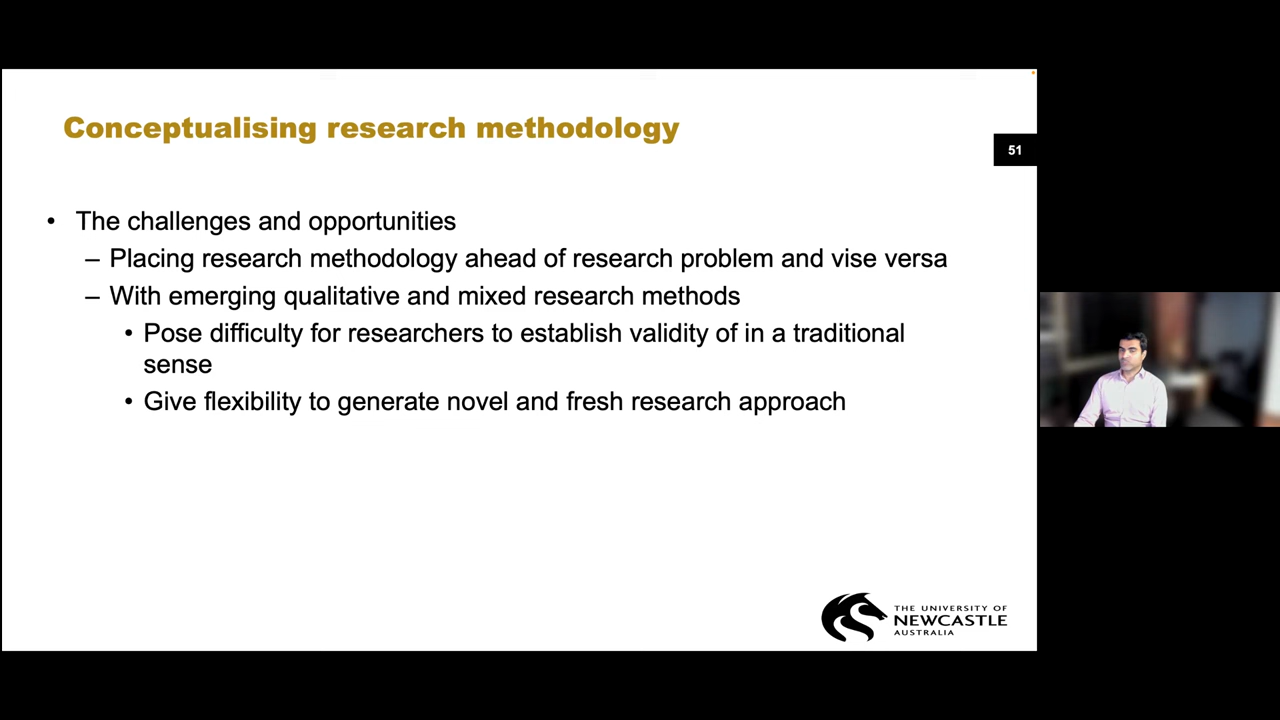 Conceptualising research methodology
51
• The challenges and opportunities
– Placing research methodology ahead of research problem and vise versa
– With emerging qualitative and mixed research methods
• Pose difficulty for researchers to establish validity of in a traditional
sense
• Give flexibility to generate novel and fresh research approach
THE UNIVERSITY OF
NEWCASTLE
AUSTRALIA